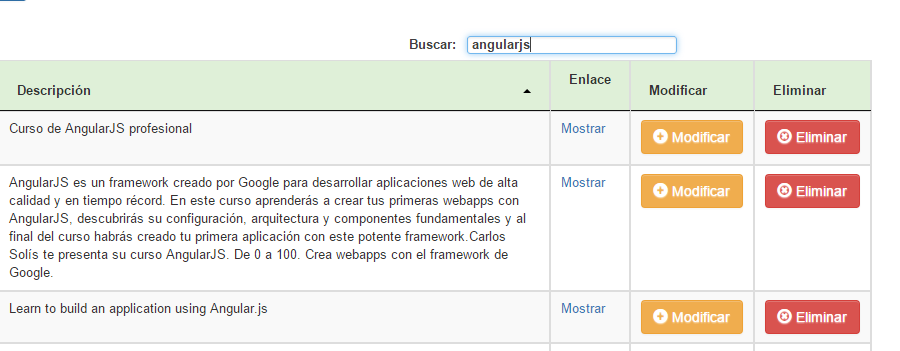 Buscar: angularjs
Descripción Enlace Modificar Eliminar
Curso de AngularJS profesional Mostrar Modificar Eliminar
AngularJS es un framework creado por Google para desarrollar aplicaciones web de alta Mostrar Modificar Eliminar
calidad y en tiempo récord. En este curso aprenderás a crear tus primeras webapps con
AngularJS, descubrirás su configuración, arquitectura y componentes fundamentales y al
final del curso habrás creado tu primera aplicación con este potente framework.Carlos
Solís te presenta su curso AngularJS. De 0 a 100. Crea webapps con el framework de
Google.
Learn to build an application using Angular.js Mostrar Modificar Eliminar